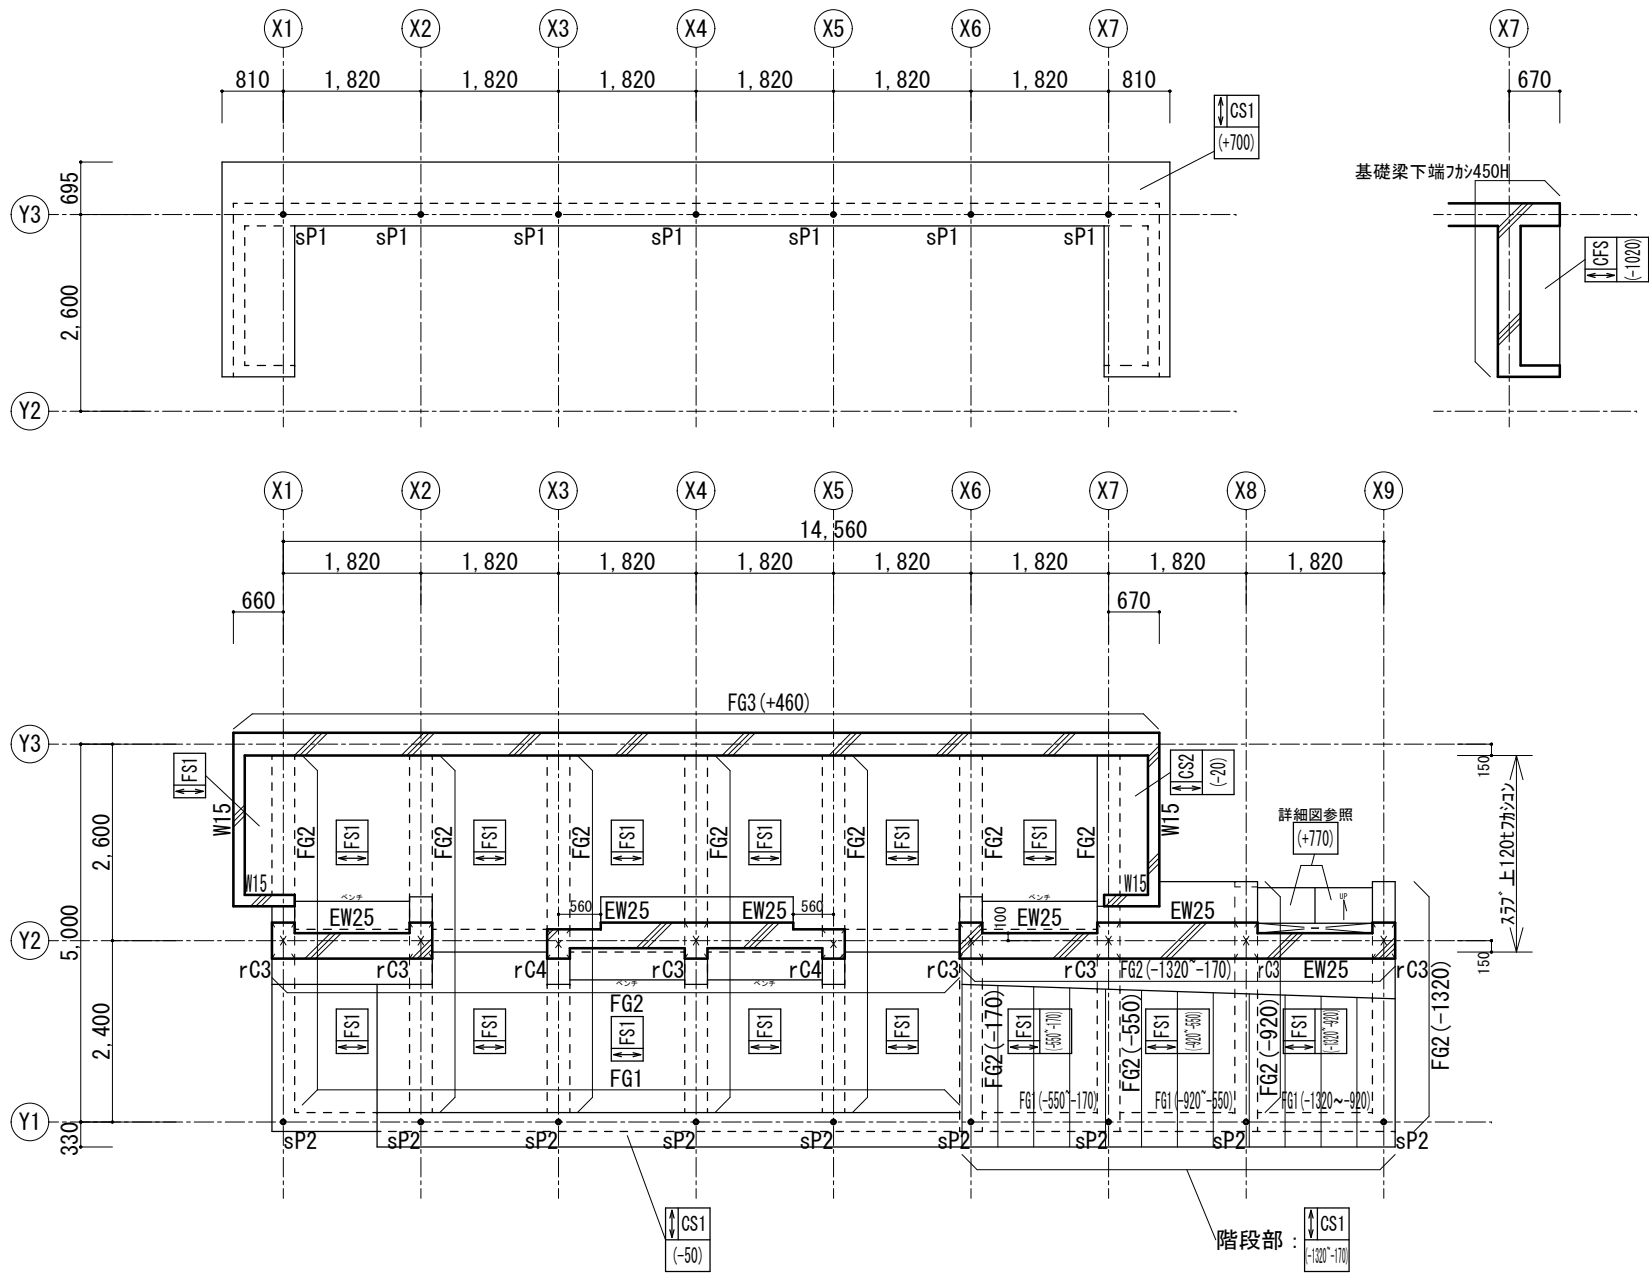 X1 X2 X3 X4 X5 X6 X7 X7
810 1,820 1,820 1,820 1,820 1,820 1,820 810 670
CS1
(+700)
基礎梁下端フカシ450H
695
Y3
sP1 sP1 sP1 sP1 sP1 sP1 sP1
CFS
(-1020)
2,600
Y2
X1 X2 X3 X4 X5 X6 X7 X8 X9
14,560
1,820 1,820 1,820 1,820 1,820 1,820 1,820 1,820
660 670
FG3(+460)
Y3
150
FS1
CS2
(-20)
W15 W15
スラブ上120tフカシコン
詳細図参照
(+770)
2,600
FG2 FG2 FG2 FG2 FG2 FG2 FG2
FS1 FS1 FS1 FS1 FS1 FS1
W15 W15
ベンチ ベンチ
UP
EW25 560 EW25 EW25 560 EW25 EW25
100
5,000
Y2
150
rC3 rC3 rC4 rC3 rC4 rC3 rC3 FG2(-1320~-170) rC3 EW25 rC3
ベンチ ベンチ
FG2
2,400
FS1 FS1 FS1 FS1 FS1
FG2(-170)
FS1
(-550~-170)
FG2(-550)
FS1
(-920~-550)
FG2(-920)
FS1
(-1320~-920)
FG2(-1320)
FG1
FG1(-550~-170) FG1(-920~-550) FG1(-1320~-920)
Y1
330
sP2 sP2 sP2 sP2 sP2 sP2 sP2 sP2 sP2
CS1
(-50)
階段部：
CS1
(-1320~-170)